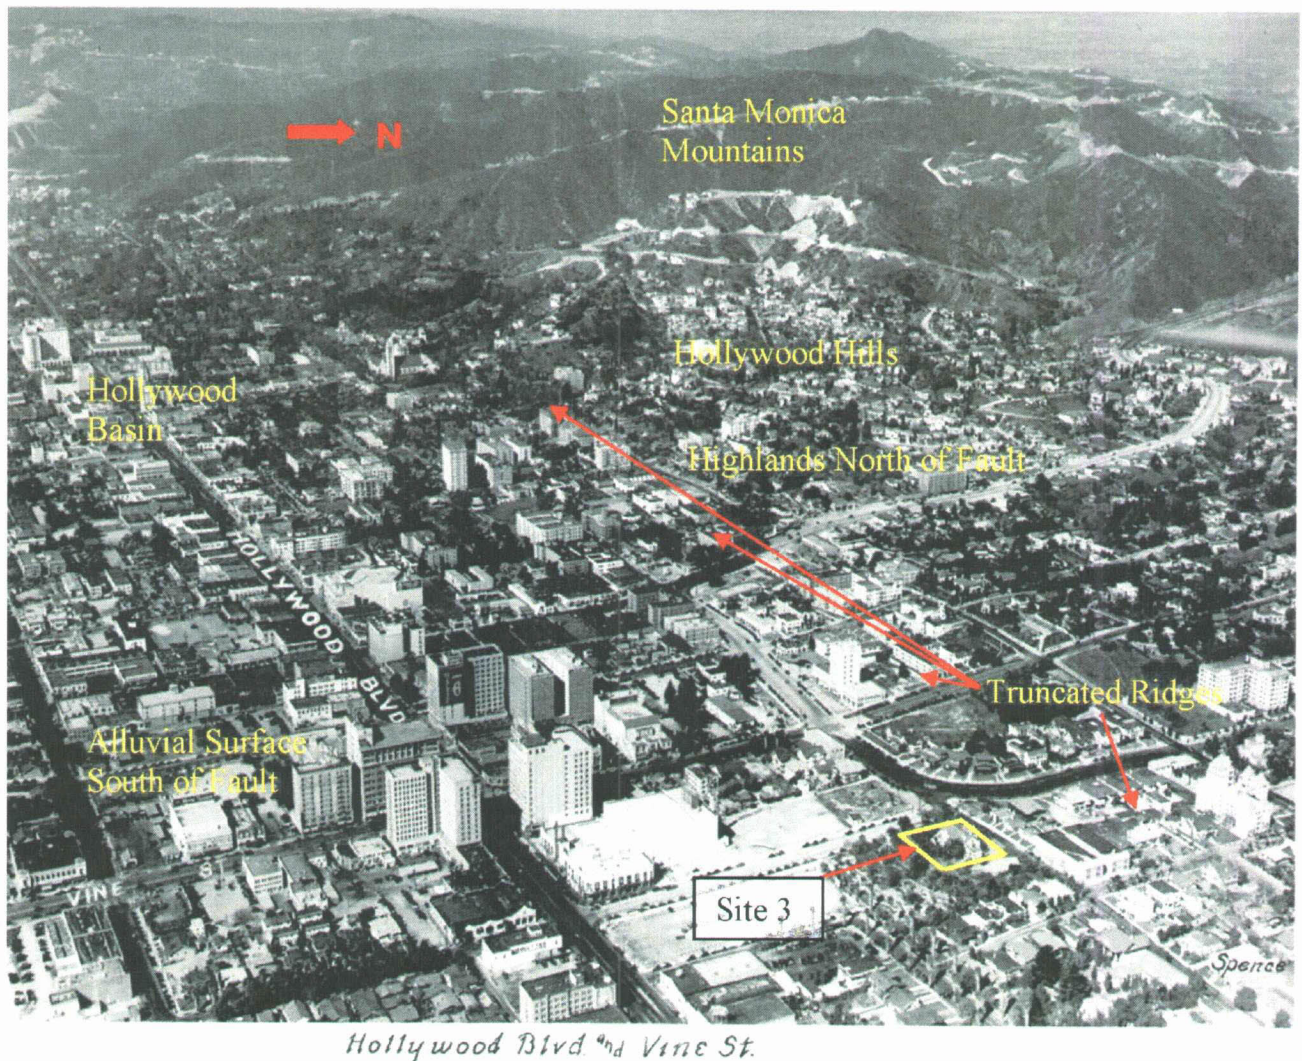 Santa Monica
Mountains
N
Hollywood Hills
Hollywood
Basin
Highlands North of Fault
HOLLYWOOD BLVD
Truncated Ridges
Alluvial Surface
South of Fault
VINE ST
Site 3
Spence
Hollywood Blvd. and Vine St.